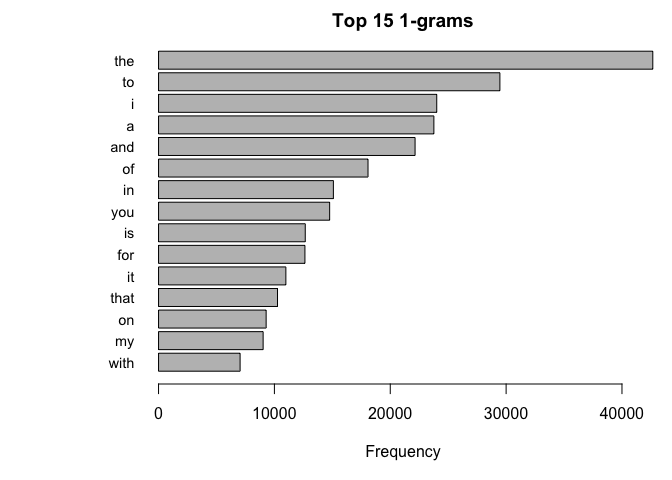 Top 15 1-grams
the
to
i
a
and
of
in
you
is
for
it
that
on
my
with
0 10000 20000 30000 40000
Frequency